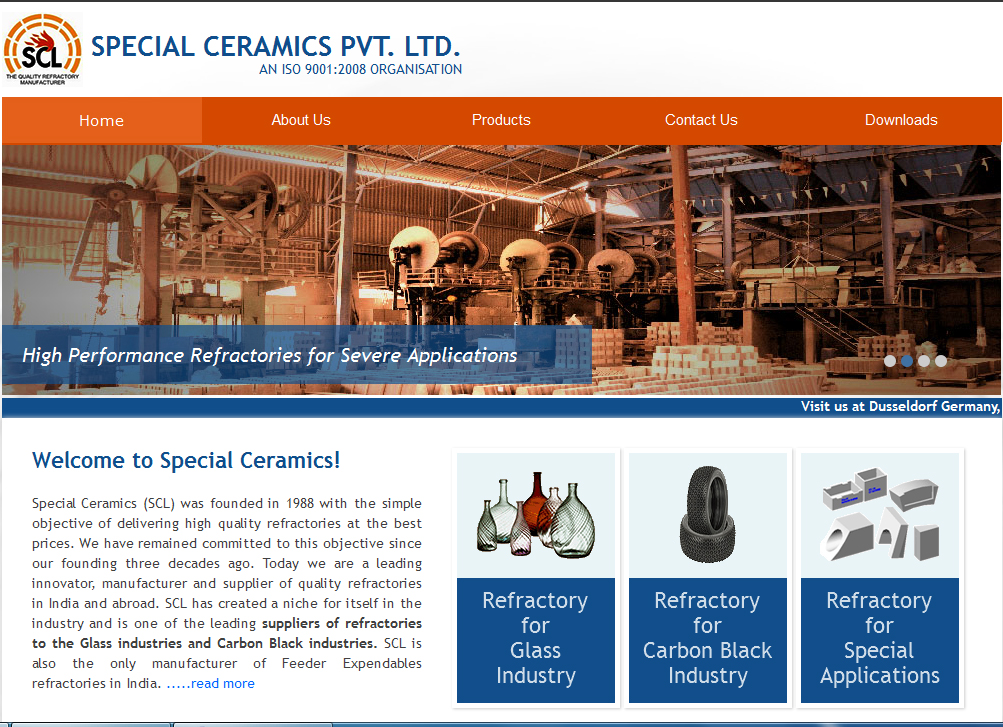 SCL
THE QUALITY REFRACTORY
MANUFACTURER
SPECIAL CERAMICS PVT. LTD.
AN ISO 9001:2008 ORGANISATION
Home
About Us
Products
Contact Us
Downloads
High Performance Refractories for Severe Applications
Visit us at Dusseldorf Germany,
Welcome to Special Ceramics!
Special Ceramics (SCL) was founded in 1988 with the simple
objective of delivering high quality refractories at the best
prices. We have remained committed to this objective since
our founding three decades ago. Today we are a leading
innovator, manufacturer and supplier of quality refractories
in India and abroad. SCL has created a niche for itself in the
industry and is one of the leading suppliers of refractories
to the Glass industries and Carbon Black industries. SCL is
also the only manufacturer of Feeder Expendables
refractories in India. .....read more
Refractory
for
Glass
Industry
Refractory
for
Carbon Black
Industry
Refractory
for
Special
Applications